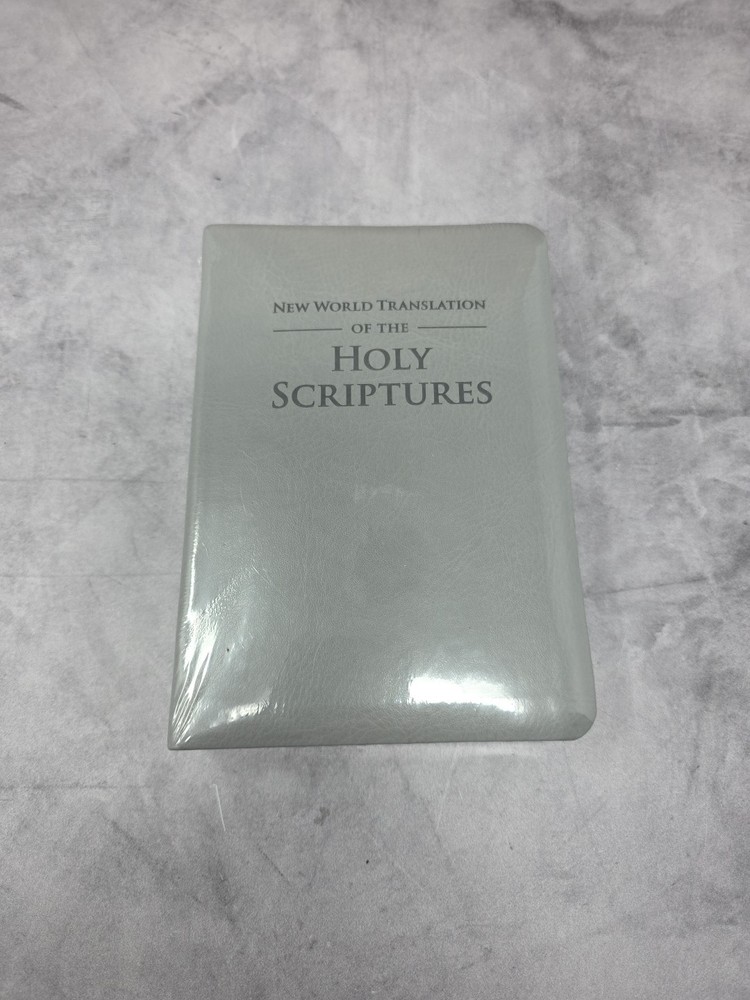 New World Translation
of the
Holy
Scriptures